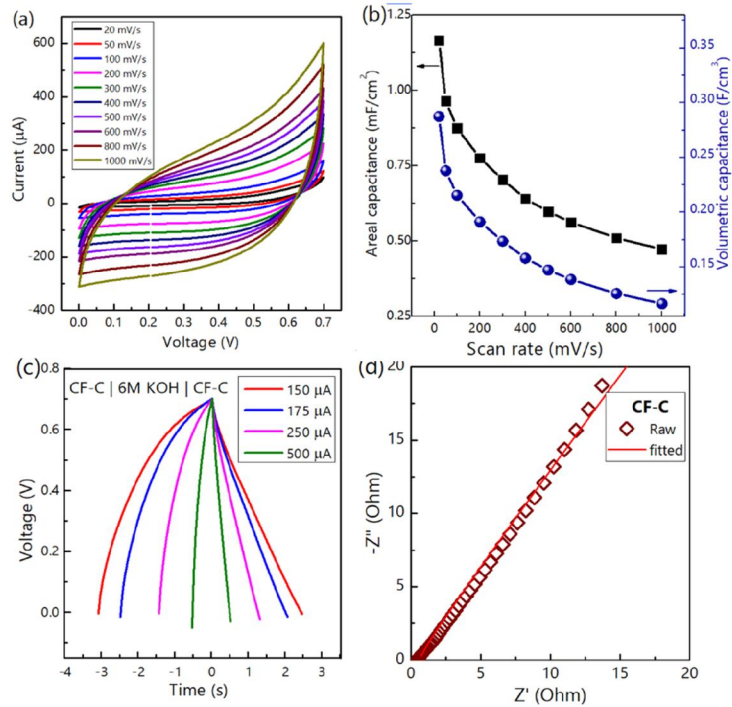 (a)
600
400
200
0
-200
-400
Current (μA)
20 mV/s
50 mV/s
100 mV/s
200 mV/s
300 mV/s
400 mV/s
500 mV/s
600 mV/s
800 mV/s
1000 mV/s
0.0 0.1 0.2 0.3 0.4 0.5 0.6 0.7
Voltage (V)
(b)
1.25
1.00
0.75
0.50
0.25
Areal capacitance (mF/cm²)
0.35
0.30
0.25
0.20
0.15
Volumetric capacitance (F/cm³)
0 200 400 600 800 1000
Scan rate (mV/s)
(c)
0.8
0.6
0.4
0.2
0.0
Voltage (V)
CF-C | 6M KOH | CF-C
150 μA
175 μA
250 μA
500 μA
-4 -3 -2 -1 0 1 2 3
Time (s)
(d)
20
15
10
5
0
-Z" (Ohm)
CF-C
Raw
fitted
0 5 10 15 20
Z' (Ohm)